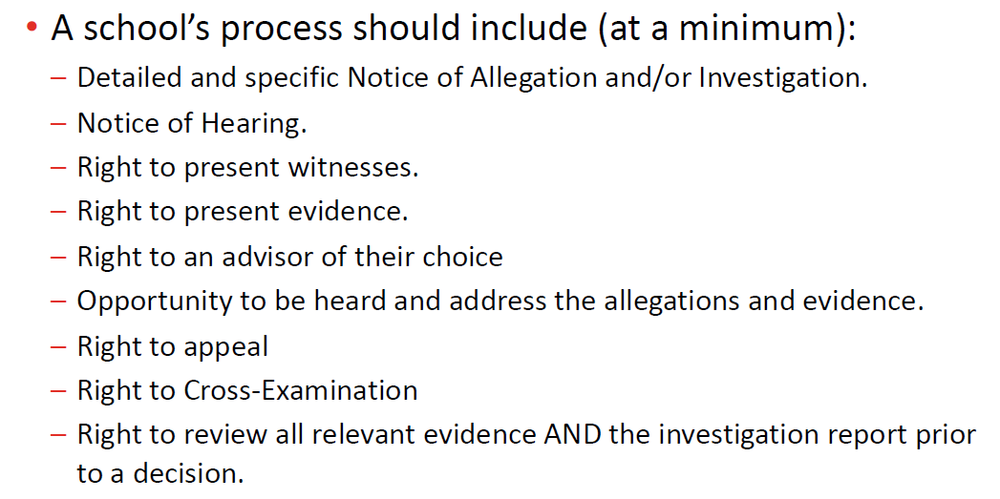 • A school's process should include (at a minimum):
– Detailed and specific Notice of Allegation and/or Investigation.
– Notice of Hearing.
– Right to present witnesses.
– Right to present evidence.
– Right to an advisor of their choice
– Opportunity to be heard and address the allegations and evidence.
– Right to appeal
– Right to Cross-Examination
– Right to review all relevant evidence AND the investigation report prior
to a decision.